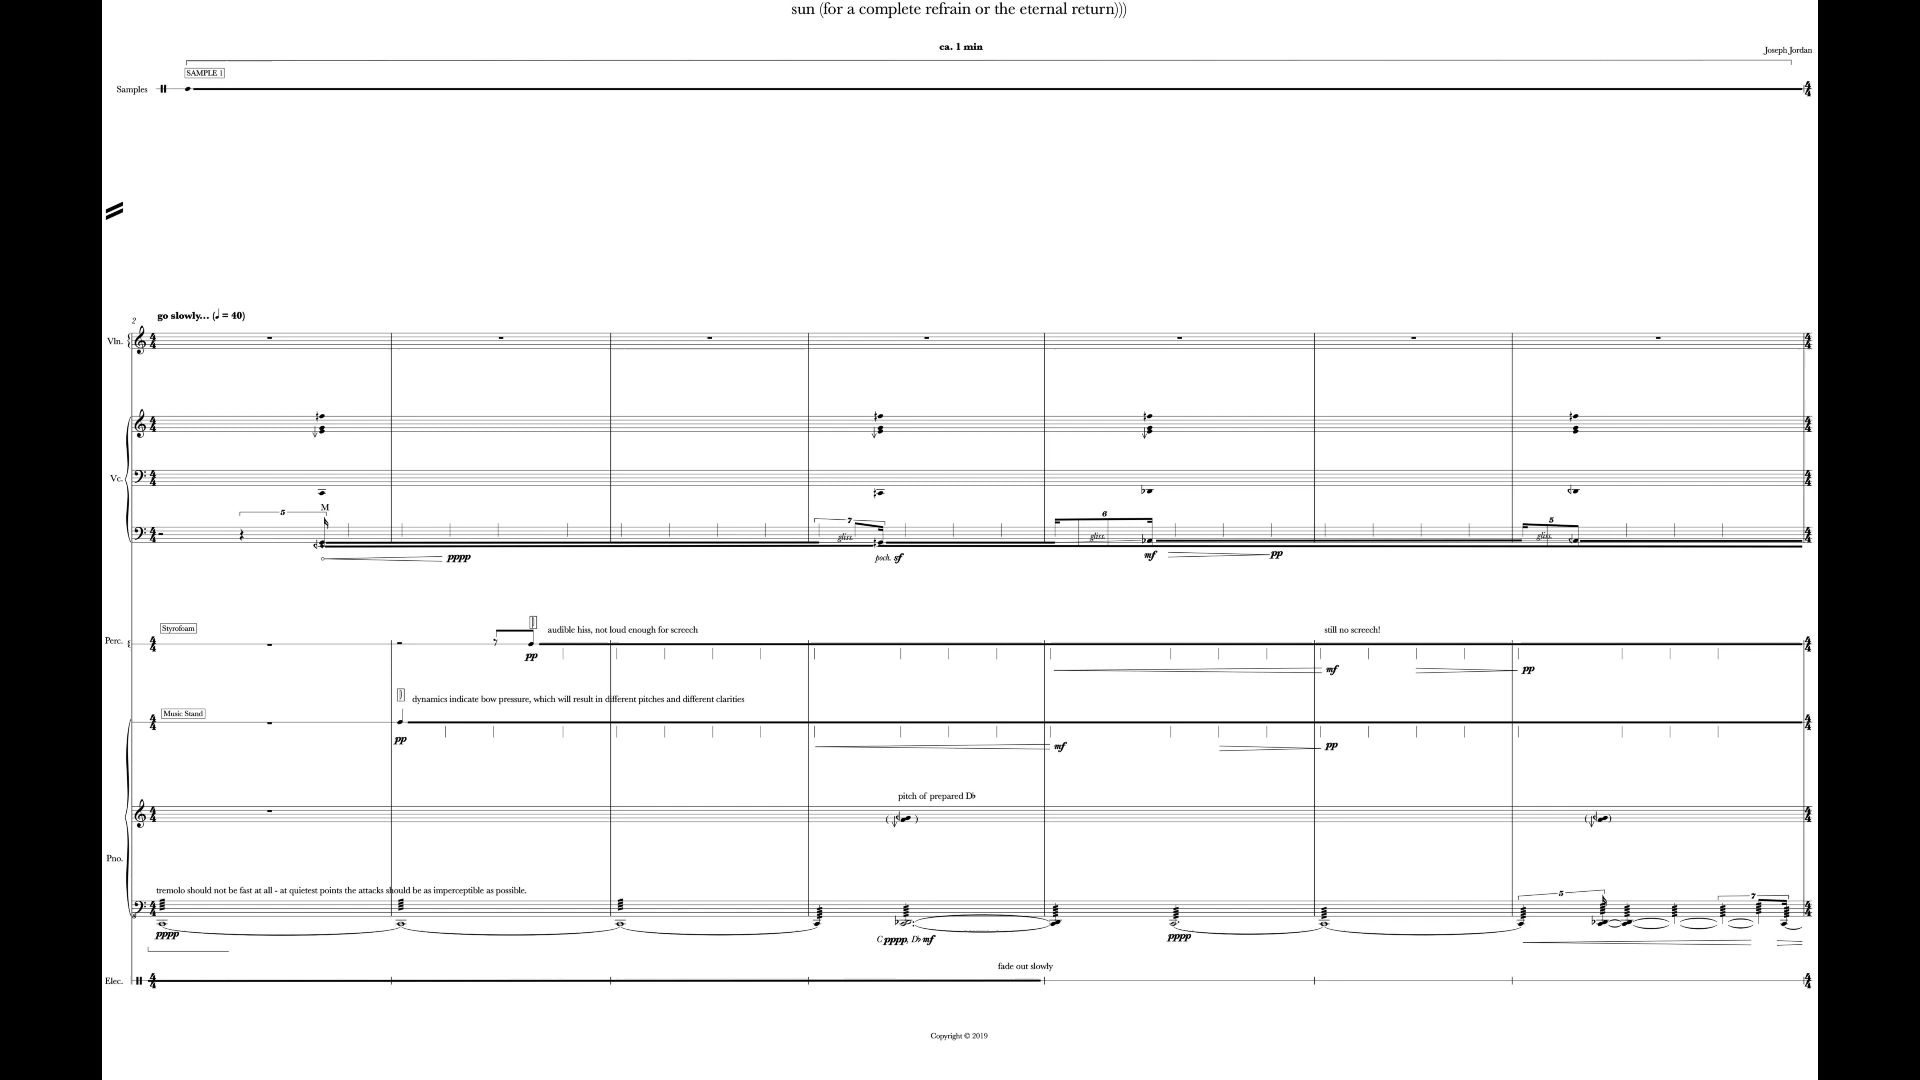 sun (for a complete refrain or the eternal return)))
ca. 1 min
Joseph Jordan
SAMPLE 1
Samples
4
4
2
go slowly... (♩ = 40)
Vln.
Vc.
5
M
7
6
5
gliss.
gliss.
gliss.
pppp
poch. sf
mf
pp
Styrofoam
audible hiss, not loud enough for screech
still no screech!
Perc.
pp
mf
pp
dynamics indicate bow pressure, which will result in different pitches and different clarities
Music Stand
pp
mf
pp
pitch of prepared D♭
Pno.
tremolo should not be fast at all - at quietest points the attacks should be as imperceptible as possible.
5
7
pppp
C pppp, D♭ mf
pppp
fade out slowly
Elec.
Copyright © 2019